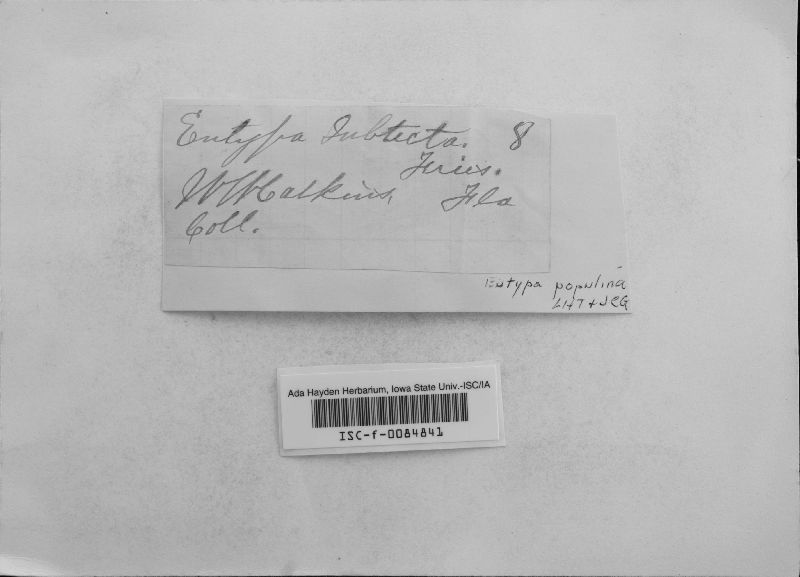 Eutypa Subtecta. 8
Fries.
W W Calkins, Fla
Coll.
Eutypa populina
LHT & JCG
Ada Hayden Herbarium, Iowa State Univ.-ISC/IA
ISC-f-0084841